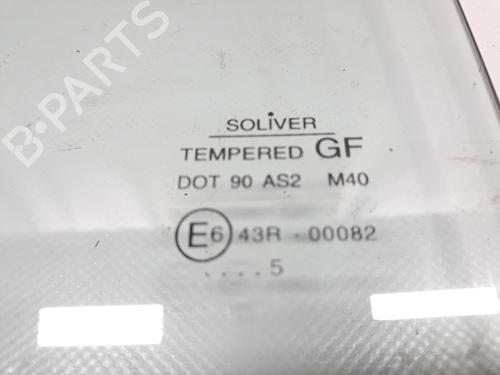 B-PARTS
SOLIVER
TEMPERED GF
DOT 90 AS2 M40
E6 43R - 00082
....5